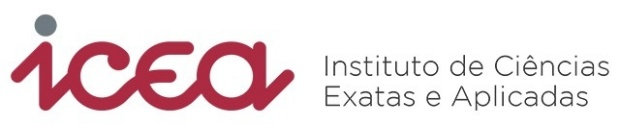 icea
Instituto de Ciências
Exatas e Aplicadas